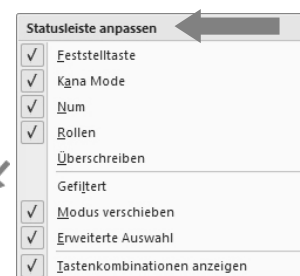 Statusleiste anpassen
Feststelltaste
Kana Mode
Num
Rollen
Überschreiben
Gefiltert
Modus verschieben
Erweiterte Auswahl
Tastenkombinationen anzeigen